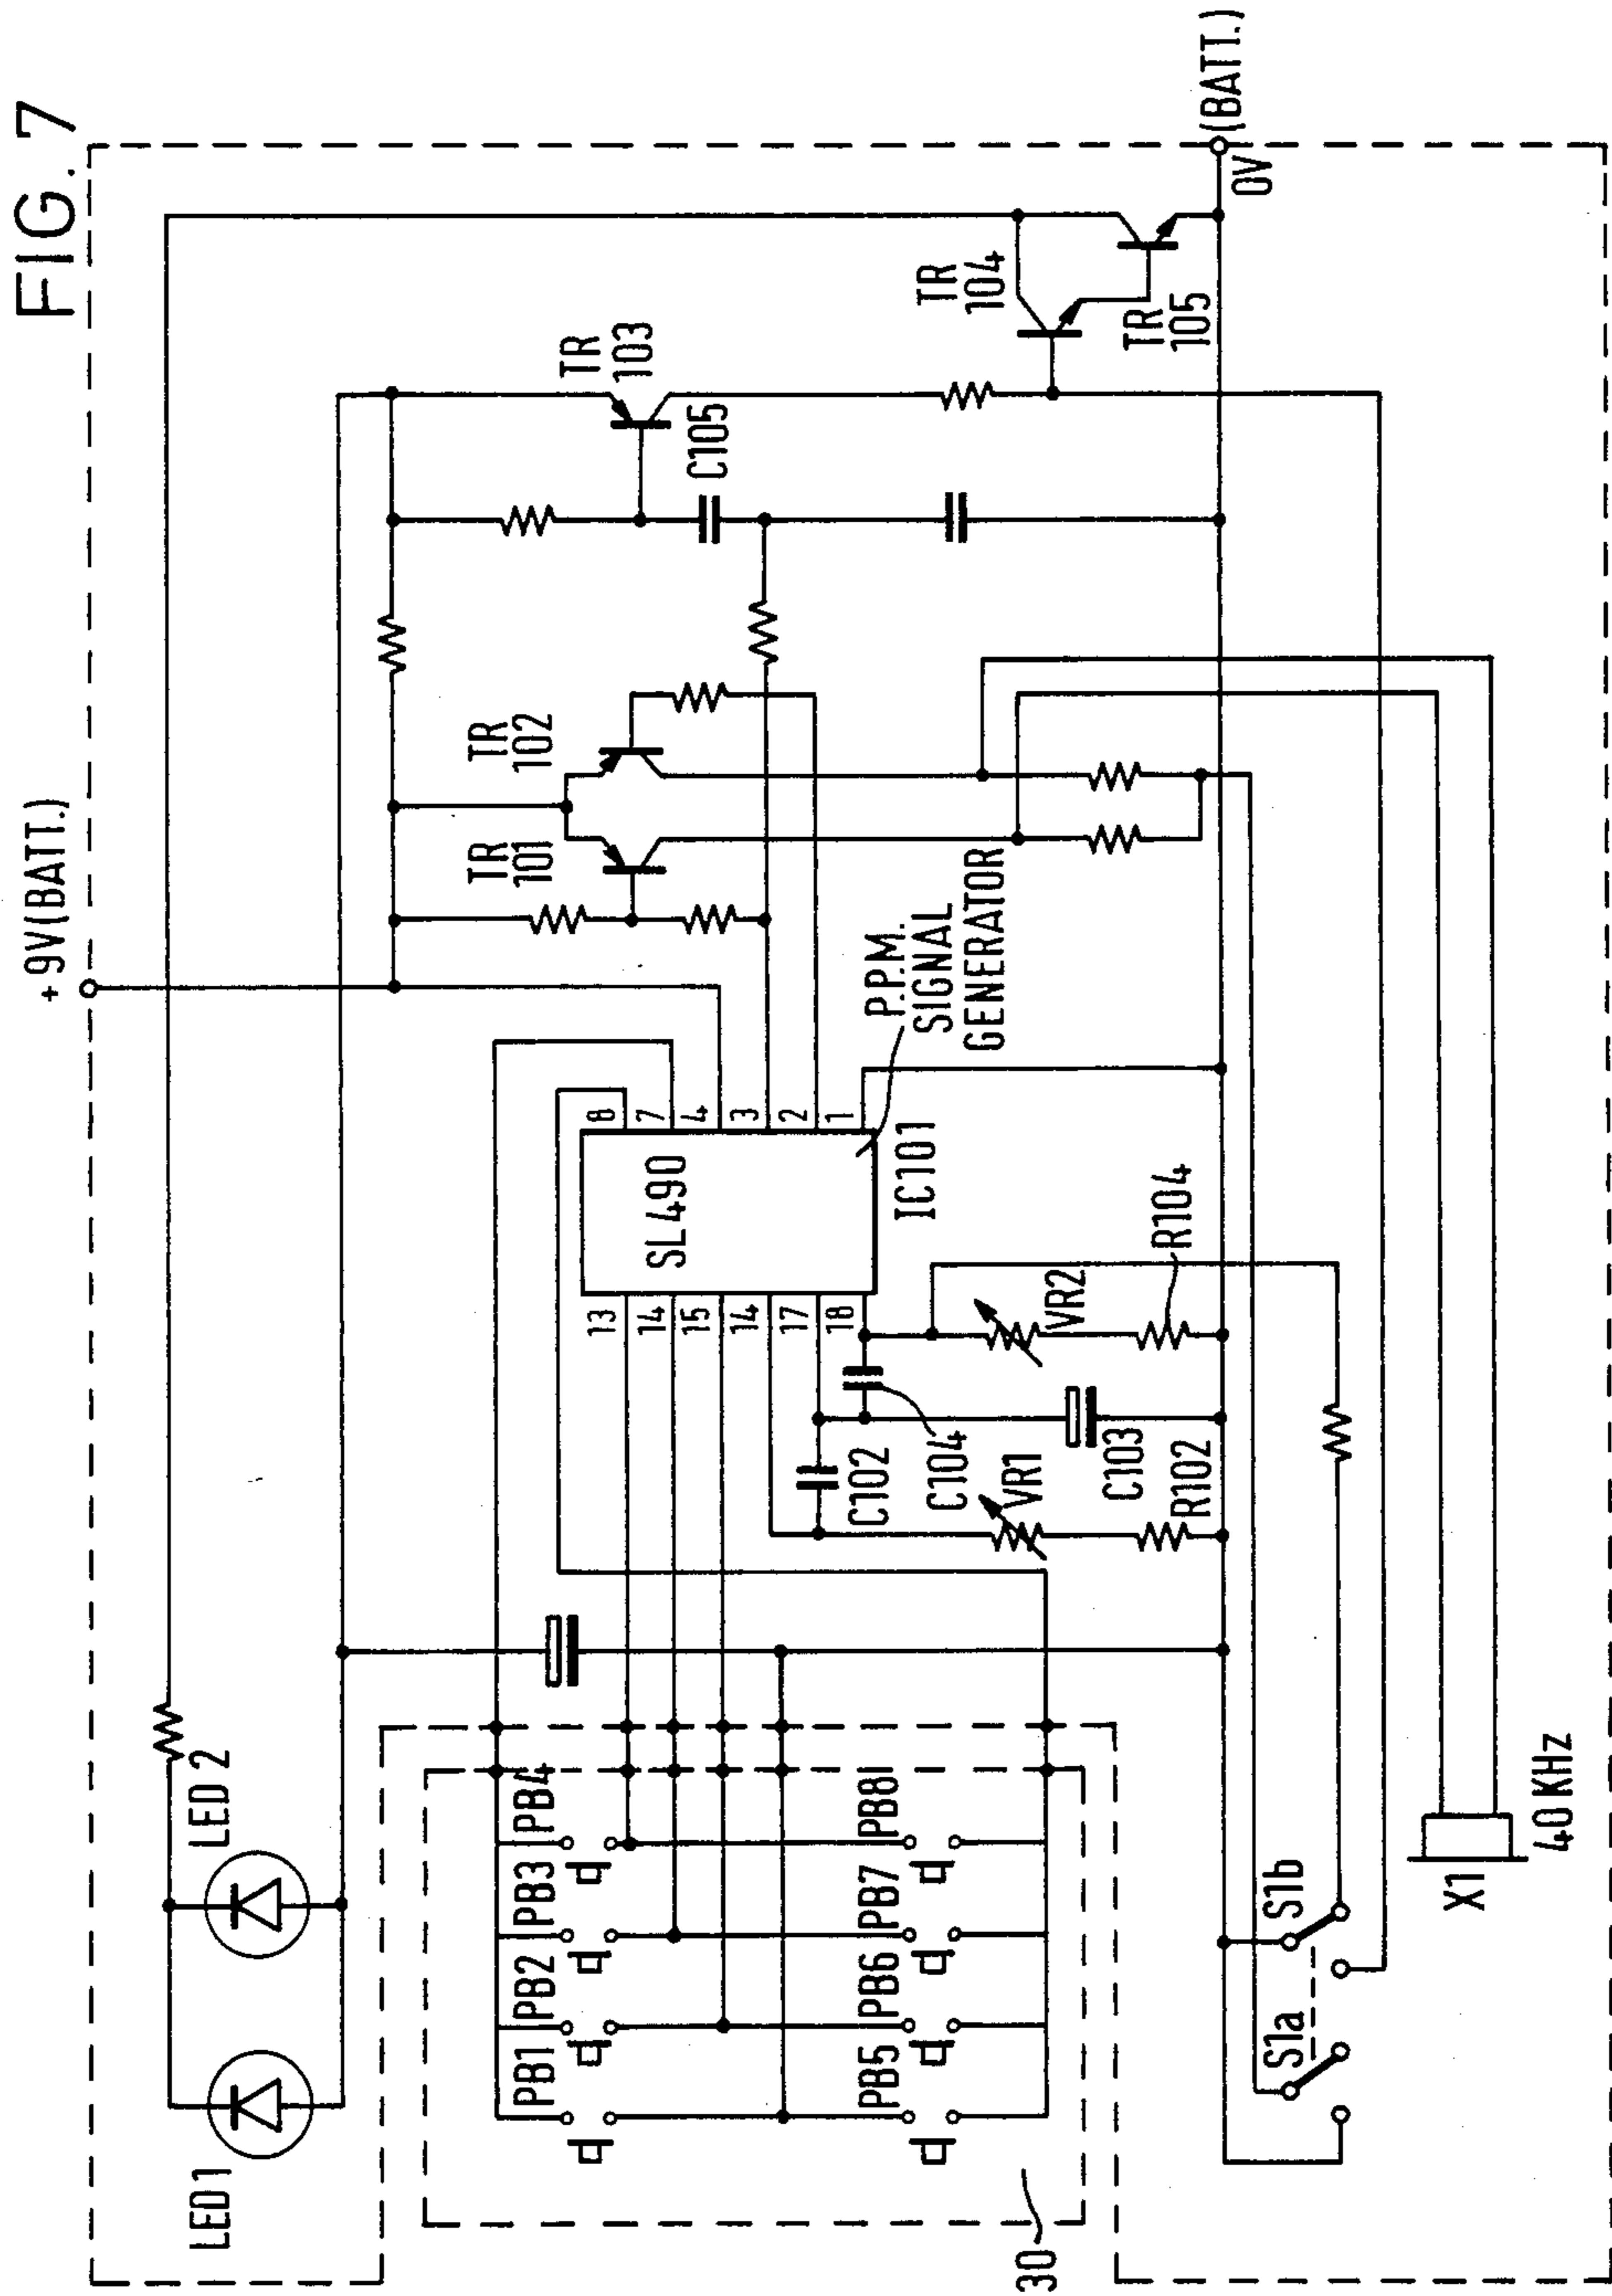 FIG. 7
+ 9V (BATT.)
LED1
LED 2
TR
101
TR
102
TR
103
C105
TR
104
TR
105
0V
(BATT.)
P.P.M.
SIGNAL
GENERATOR
SL490
IC101
8
7
4
3
2
1
13
14
15
14
17
18
C102
C104
VR1
C103
R102
VR2
R104
PB1
PB2
PB3
PB4
PB5
PB6
PB7
PB8
30
S1a
S1b
X1
40 KHz